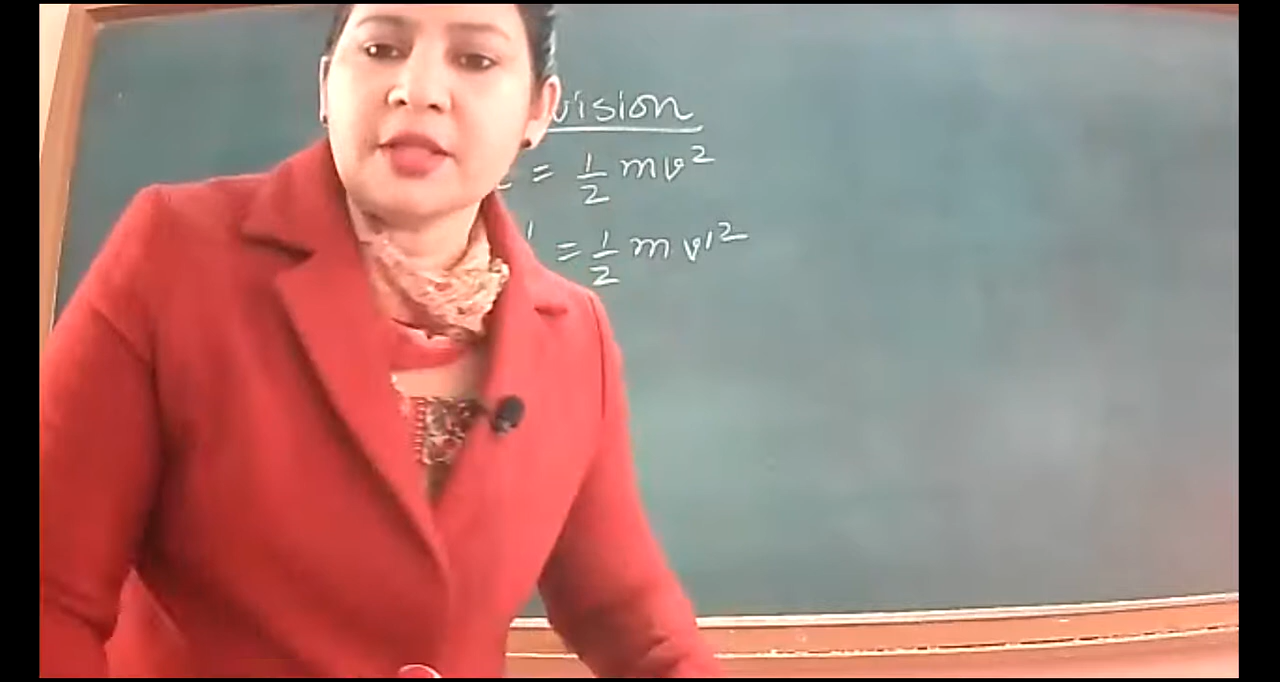 vision
= 1/2 mv²
' = 1/2 mv'²